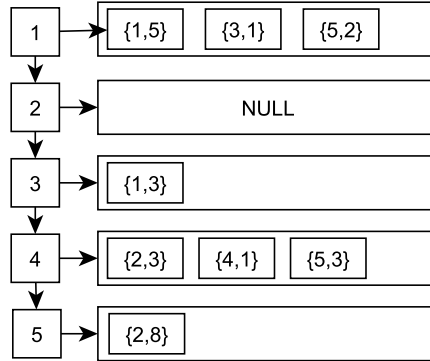 1 {1,5} {3,1} {5,2}
2 NULL
3 {1,3}
4 {2,3} {4,1} {5,3}
5 {2,8}